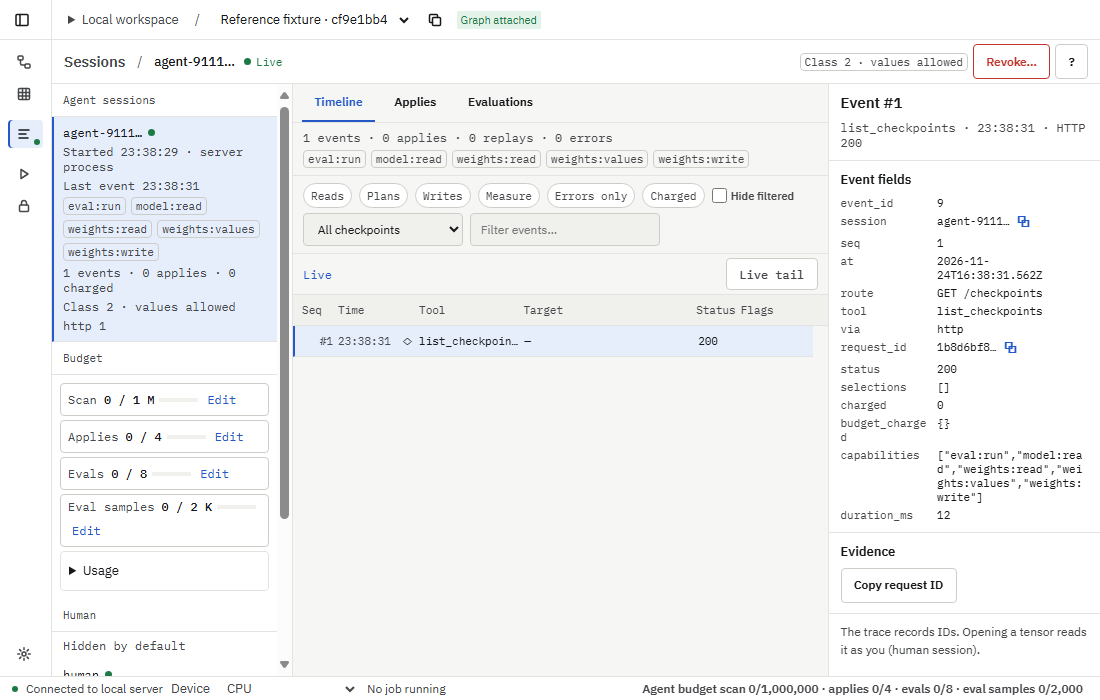 Local workspace / Reference fixture · cf9e1bb4 Graph attached
Sessions / agent-9111… Live
Class 2 · values allowed Revoke… ?
Agent sessions
agent-9111…
Started 23:38:29 · server
process
Last event 23:38:31
eval:run model:read
weights:read weights:values
weights:write
1 events · 0 applies · 0
charged
Class 2 · values allowed
http 1
Budget
Scan 0 / 1 M Edit
Applies 0 / 4 Edit
Evals 0 / 8 Edit
Eval samples 0 / 2 K
Edit
Usage
Human
Hidden by default
human
Timeline Applies Evaluations
1 events · 0 applies · 0 replays · 0 errors
eval:run model:read weights:read weights:values weights:write
Reads Plans Writes Measure Errors only Charged Hide filtered
All checkpoints Filter events…
Live Live tail
Seq Time Tool Target Status Flags
#1 23:38:31 ◇ list_checkpoin… — 200
Event #1
list_checkpoints · 23:38:31 · HTTP
200
Event fields
event_id 9
session agent-9111…
seq 1
at 2026-11-
24T16:38:31.562Z
route GET /checkpoints
tool list_checkpoints
via http
request_id 1b8d6bf8…
status 200
selections []
charged 0
budget_charge {}
d
capabilities ["eval:run","model:rea
d","weights:read","wei
ghts:values","weights:
write"]
duration_ms 12
Evidence
Copy request ID
The trace records IDs. Opening a tensor reads
it as you (human session).
Connected to local server Device CPU No job running Agent budget scan 0/1,000,000 · applies 0/4 · evals 0/8 · eval samples 0/2,000